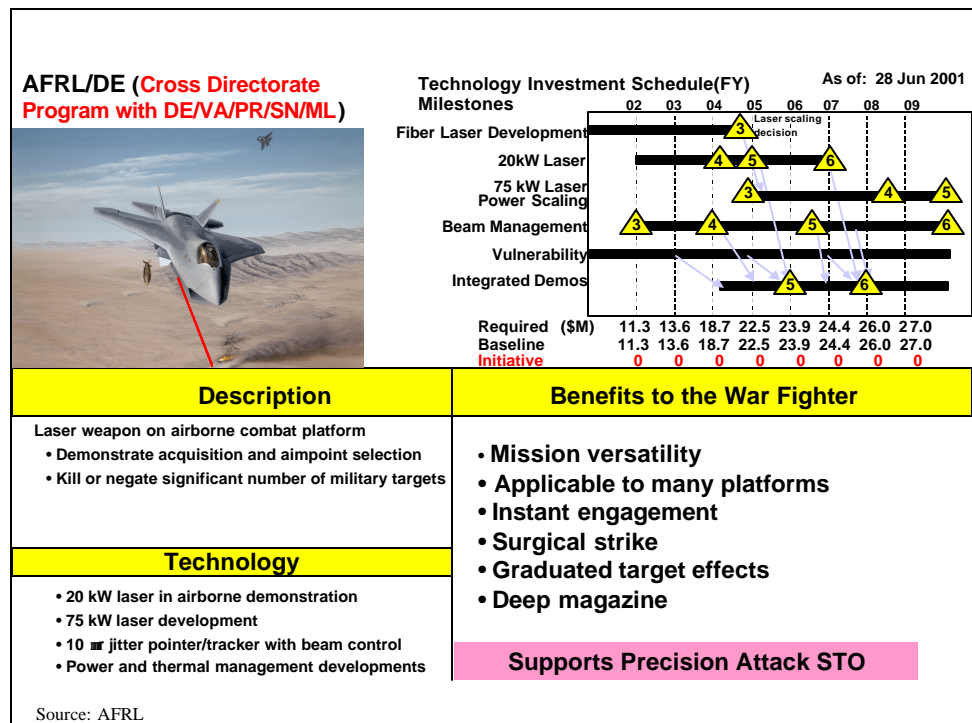 AFRL/DE (Cross Directorate
Program with DE/VA/PR/SN/ML)
Technology Investment Schedule(FY)
As of: 28 Jun 2001
Milestones 02 03 04 05 06 07 08 09
Fiber Laser Development 3 Laser scaling
decision
20kW Laser 4 5 6
75 kW Laser
Power Scaling 3 4 5
Beam Management 3 4 5 6
Vulnerability
Integrated Demos 5 6
Required ($M) 11.3 13.6 18.7 22.5 23.9 24.4 26.0 27.0
Baseline 11.3 13.6 18.7 22.5 23.9 24.4 26.0 27.0
Initiative 0 0 0 0 0 0 0 0
Description
Laser weapon on airborne combat platform
• Demonstrate acquisition and aimpoint selection
• Kill or negate significant number of military targets
Technology
• 20 kW laser in airborne demonstration
• 75 kW laser development
• 10 jitter pointer/tracker with beam control
• Power and thermal management developments
Benefits to the War Fighter
• Mission versatility
• Applicable to many platforms
• Instant engagement
• Surgical strike
• Graduated target effects
• Deep magazine
Supports Precision Attack STO
Source: AFRL